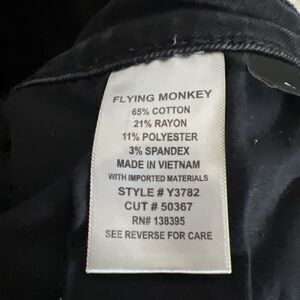 FLYING MONKEY
65% COTTON
21% RAYON
11% POLYESTER
3% SPANDEX
MADE IN VIETNAM
WITH IMPORTED MATERIALS
STYLE # Y3782
CUT # 50367
RN# 138395
SEE REVERSE FOR CARE